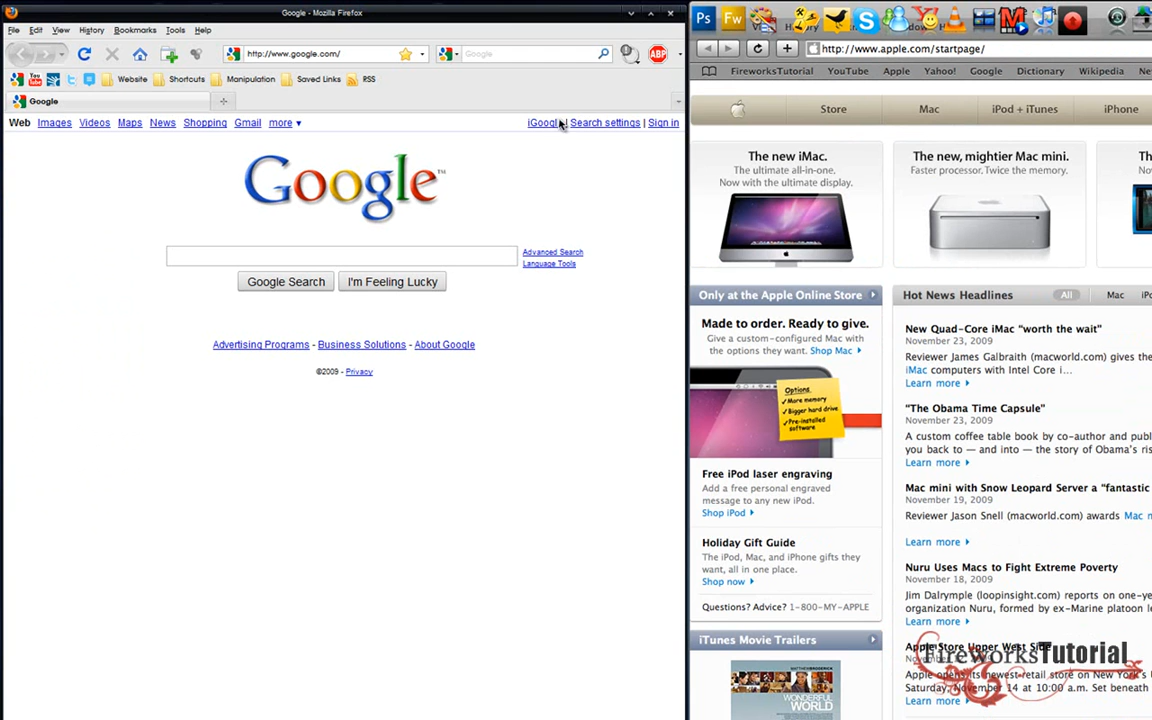 Google - Mozilla Firefox
File Edit View History Bookmarks Tools Help
http://www.google.com/
Google
ABP
Website Shortcuts Manipulation Saved Links RSS
Google
Web Images Videos Maps News Shopping Gmail more ▾
iGoogl | Search settings | Sign in
Google™
Advanced Search
Language Tools
Google Search I'm Feeling Lucky
Advertising Programs - Business Solutions - About Google
©2009 - Privacy
Ps Fw
http://www.apple.com/startpage/
FireworksTutorial YouTube Apple Yahoo! Google Dictionary Wikipedia Ne
Store Mac iPod + iTunes iPhone
The new iMac.
The ultimate all-in-one.
Now with the ultimate display.
The new, mightier Mac mini.
Faster processor. Twice the memory.
Th
Only at the Apple Online Store
Made to order. Ready to give.
Give a custom-configured Mac with
the options they want. Shop Mac
Options
✓More memory
✓Bigger hard drive
✓Pre-installed
software
Free iPod laser engraving
Add a free personal engraved
message to any new iPod.
Shop iPod
Holiday Gift Guide
The iPod, Mac, and iPhone gifts they
want, all in one place.
Shop now
Questions? Advice? 1-800-MY-APPLE
iTunes Movie Trailers
MATTHEW BRODERICK
WONDERFUL
WORLD
Hot News Headlines All Mac iPo
New Quad-Core iMac "worth the wait"
November 23, 2009
Reviewer James Galbraith (macworld.com) gives the
iMac computers with Intel Core i...
Learn more
"The Obama Time Capsule"
November 23, 2009
A custom coffee table book by co-author and publ
you back to — and into — the story of Obama's ris
Learn more
Mac mini with Snow Leopard Server a "fantastic
November 19, 2009
Reviewer Jason Snell (macworld.com) awards Mac m
Learn more
Nuru Uses Macs to Fight Extreme Poverty
November 18, 2009
Jim Dalrymple (loopinsight.com) reports on one-ye
organization Nuru, formed by ex-Marine platoon le
Learn more
Apple Store Upper West Side
Apple opens its newest retail store on New York's
Saturday, November 14 at 10:00 a.m. Set beneath
Learn more
FireworksTutorial